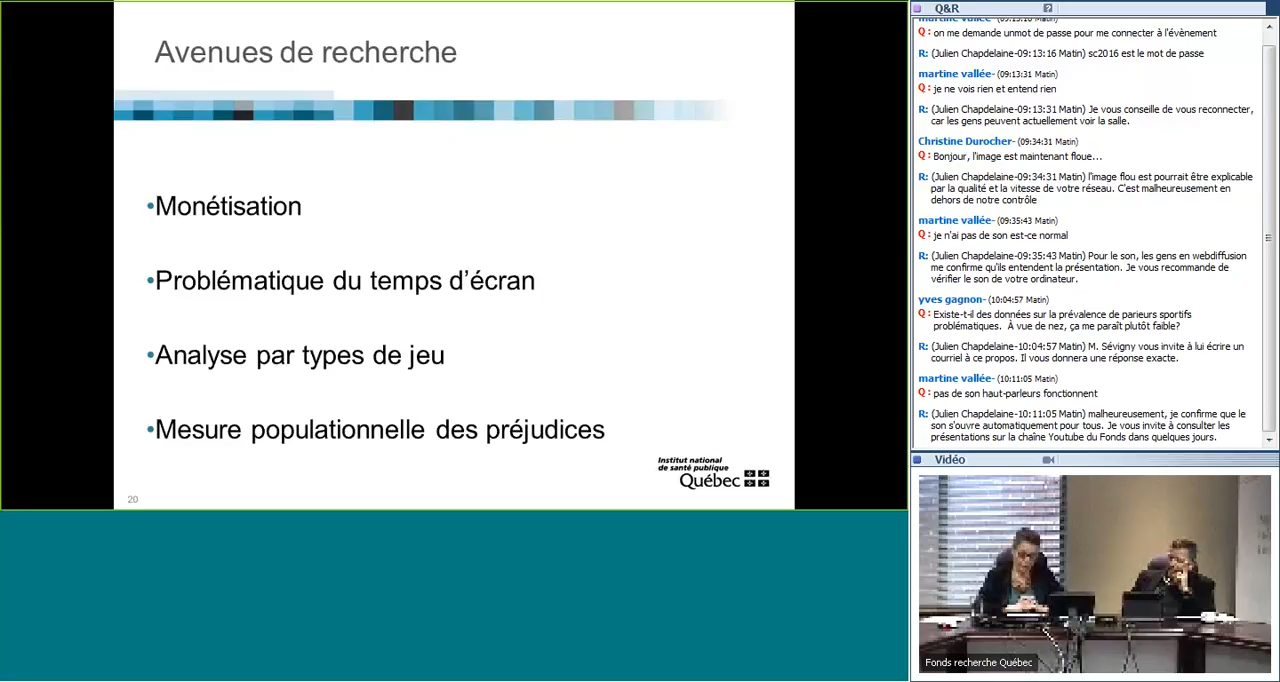 Avenues de recherche
•Monétisation
•Problématique du temps d’écran
•Analyse par types de jeu
•Mesure populationnelle des préjudices
Institut national
de santé publique
Québec
20
Q&R
martine vallée- (09:13:16 Matin)
Q : on me demande unmot de passe pour me connecter à l'évènement
R: (Julien Chapdelaine-09:13:16 Matin) sc2016 est le mot de passe
martine vallée- (09:13:31 Matin)
Q : je ne vois rien et entend rien
R: (Julien Chapdelaine-09:13:31 Matin) Je vous conseille de vous reconnecter,
car les gens peuvent actuellement voir la salle.
Christine Durocher- (09:34:31 Matin)
Q : Bonjour, l'image est maintenant floue...
R: (Julien Chapdelaine-09:34:31 Matin) l'image flou est pourrait être explicable
par la qualité et la vitesse de votre réseau. C'est malheureusement en
dehors de notre contrôle
martine vallée- (09:35:43 Matin)
Q : je n'ai pas de son est-ce normal
R: (Julien Chapdelaine-09:35:43 Matin) Pour le son, les gens en webdiffusion
me confirme qu'ils entendent la présentation. Je vous recommande de
vérifier le son de votre ordinateur.
yves gagnon- (10:04:57 Matin)
Q : Existe-t-il des données sur la prévalence de parieurs sportifs
problématiques. À vue de nez, ça me paraît plutôt faible?
R: (Julien Chapdelaine-10:04:57 Matin) M. Sévigny vous invite à lui écrire un
courriel à ce propos. Il vous donnera une réponse exacte.
martine vallée- (10:11:05 Matin)
Q : pas de son haut-parleurs fonctionnent
R: (Julien Chapdelaine-10:11:05 Matin) malheureusement, je confirme que le
son s'ouvre automatiquement pour tous. Je vous invite à consulter les
présentations sur la chaîne Youtube du Fonds dans quelques jours.
Vidéo
Fonds recherche Québec